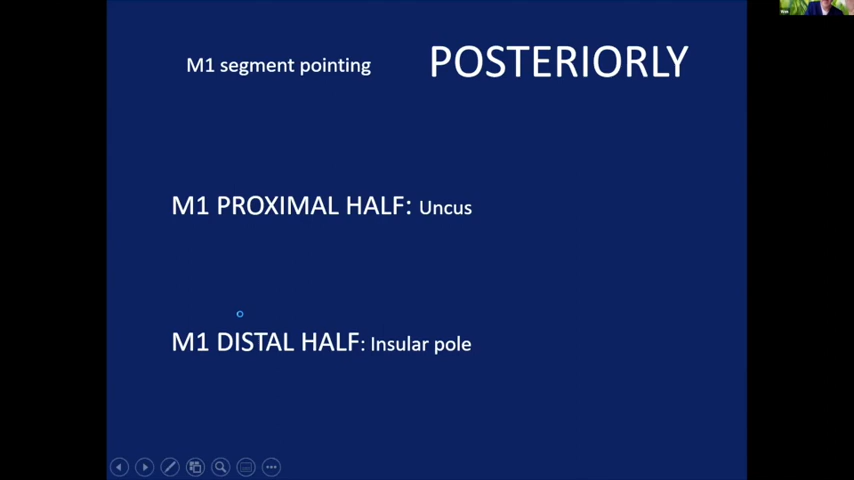 M1 segment pointing POSTERIORLY
M1 PROXIMAL HALF: Uncus
M1 DISTAL HALF: Insular pole